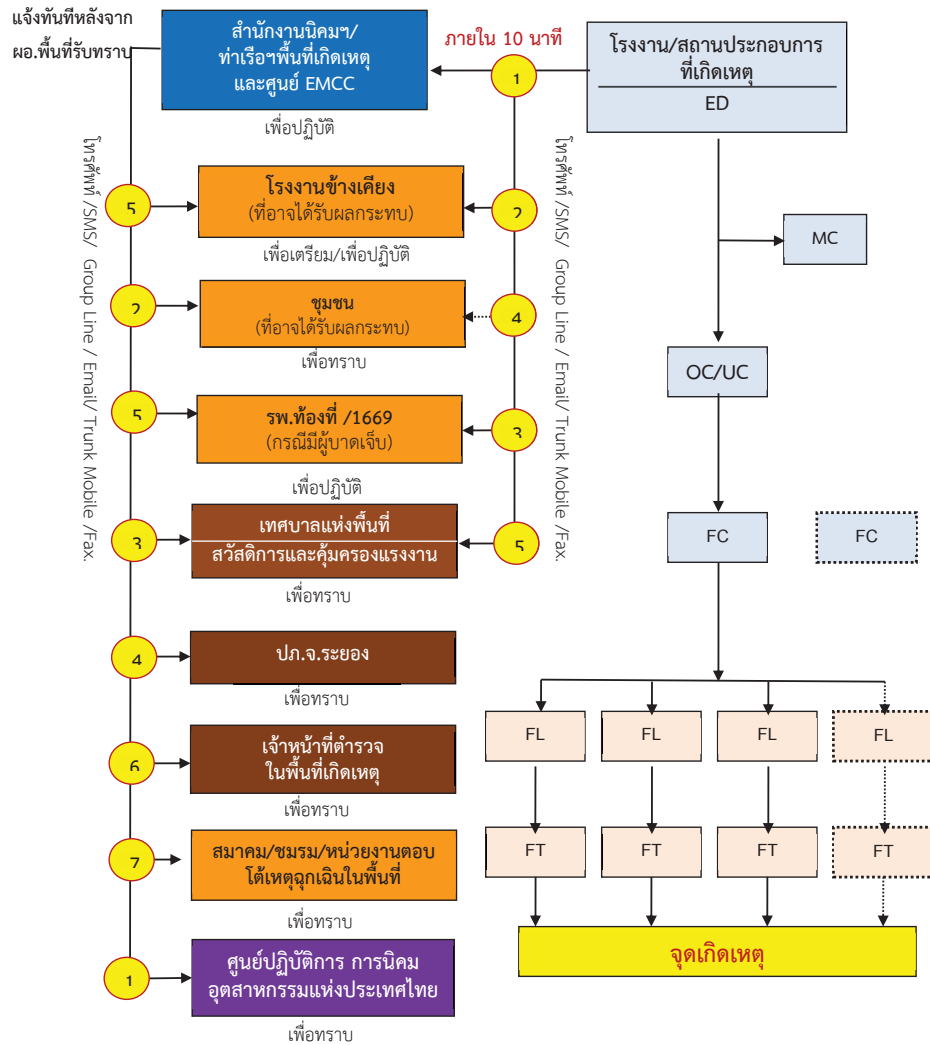 แจ้งทันทีหลังจาก
ผอ.พื้นที่รับทราบ
สำนักงานนิคมฯ/
ท่าเรือฯพื้นที่เกิดเหตุ
และศูนย์ EMCC
เพื่อปฏิบัติ
ภายใน 10 นาที
1
โรงงาน/สถานประกอบการ
ที่เกิดเหตุ
ED
โทรศัพท์ /SMS/ Group Line / Email/ Trunk Mobile /Fax.
5
โรงงานข้างเคียง
(ที่อาจได้รับผลกระทบ)
เพื่อเตรียม/เพื่อปฏิบัติ
2
2
ชุมชน
(ที่อาจได้รับผลกระทบ)
เพื่อทราบ
4
5
รพ.ท้องที่ /1669
(กรณีมีผู้บาดเจ็บ)
เพื่อปฏิบัติ
3
3
เทศบาลแห่งพื้นที่
สวัสดิการและคุ้มครองแรงงาน
เพื่อทราบ
5
4
ปภ.จ.ระยอง
เพื่อทราบ
6
เจ้าหน้าที่ตำรวจ
ในพื้นที่เกิดเหตุ
เพื่อทราบ
7
สมาคม/ชมรม/หน่วยงานตอบ
โต้เหตุฉุกเฉินในพื้นที่
เพื่อทราบ
1
ศูนย์ปฏิบัติการ การนิคม
อุตสาหกรรมแห่งประเทศไทย
เพื่อทราบ
โทรศัพท์ /SMS/ Group Line / Email/ Trunk Mobile /Fax.
MC
OC/UC
FC
FC
FL
FL
FL
FL
FT
FT
FT
FT
จุดเกิดเหตุ